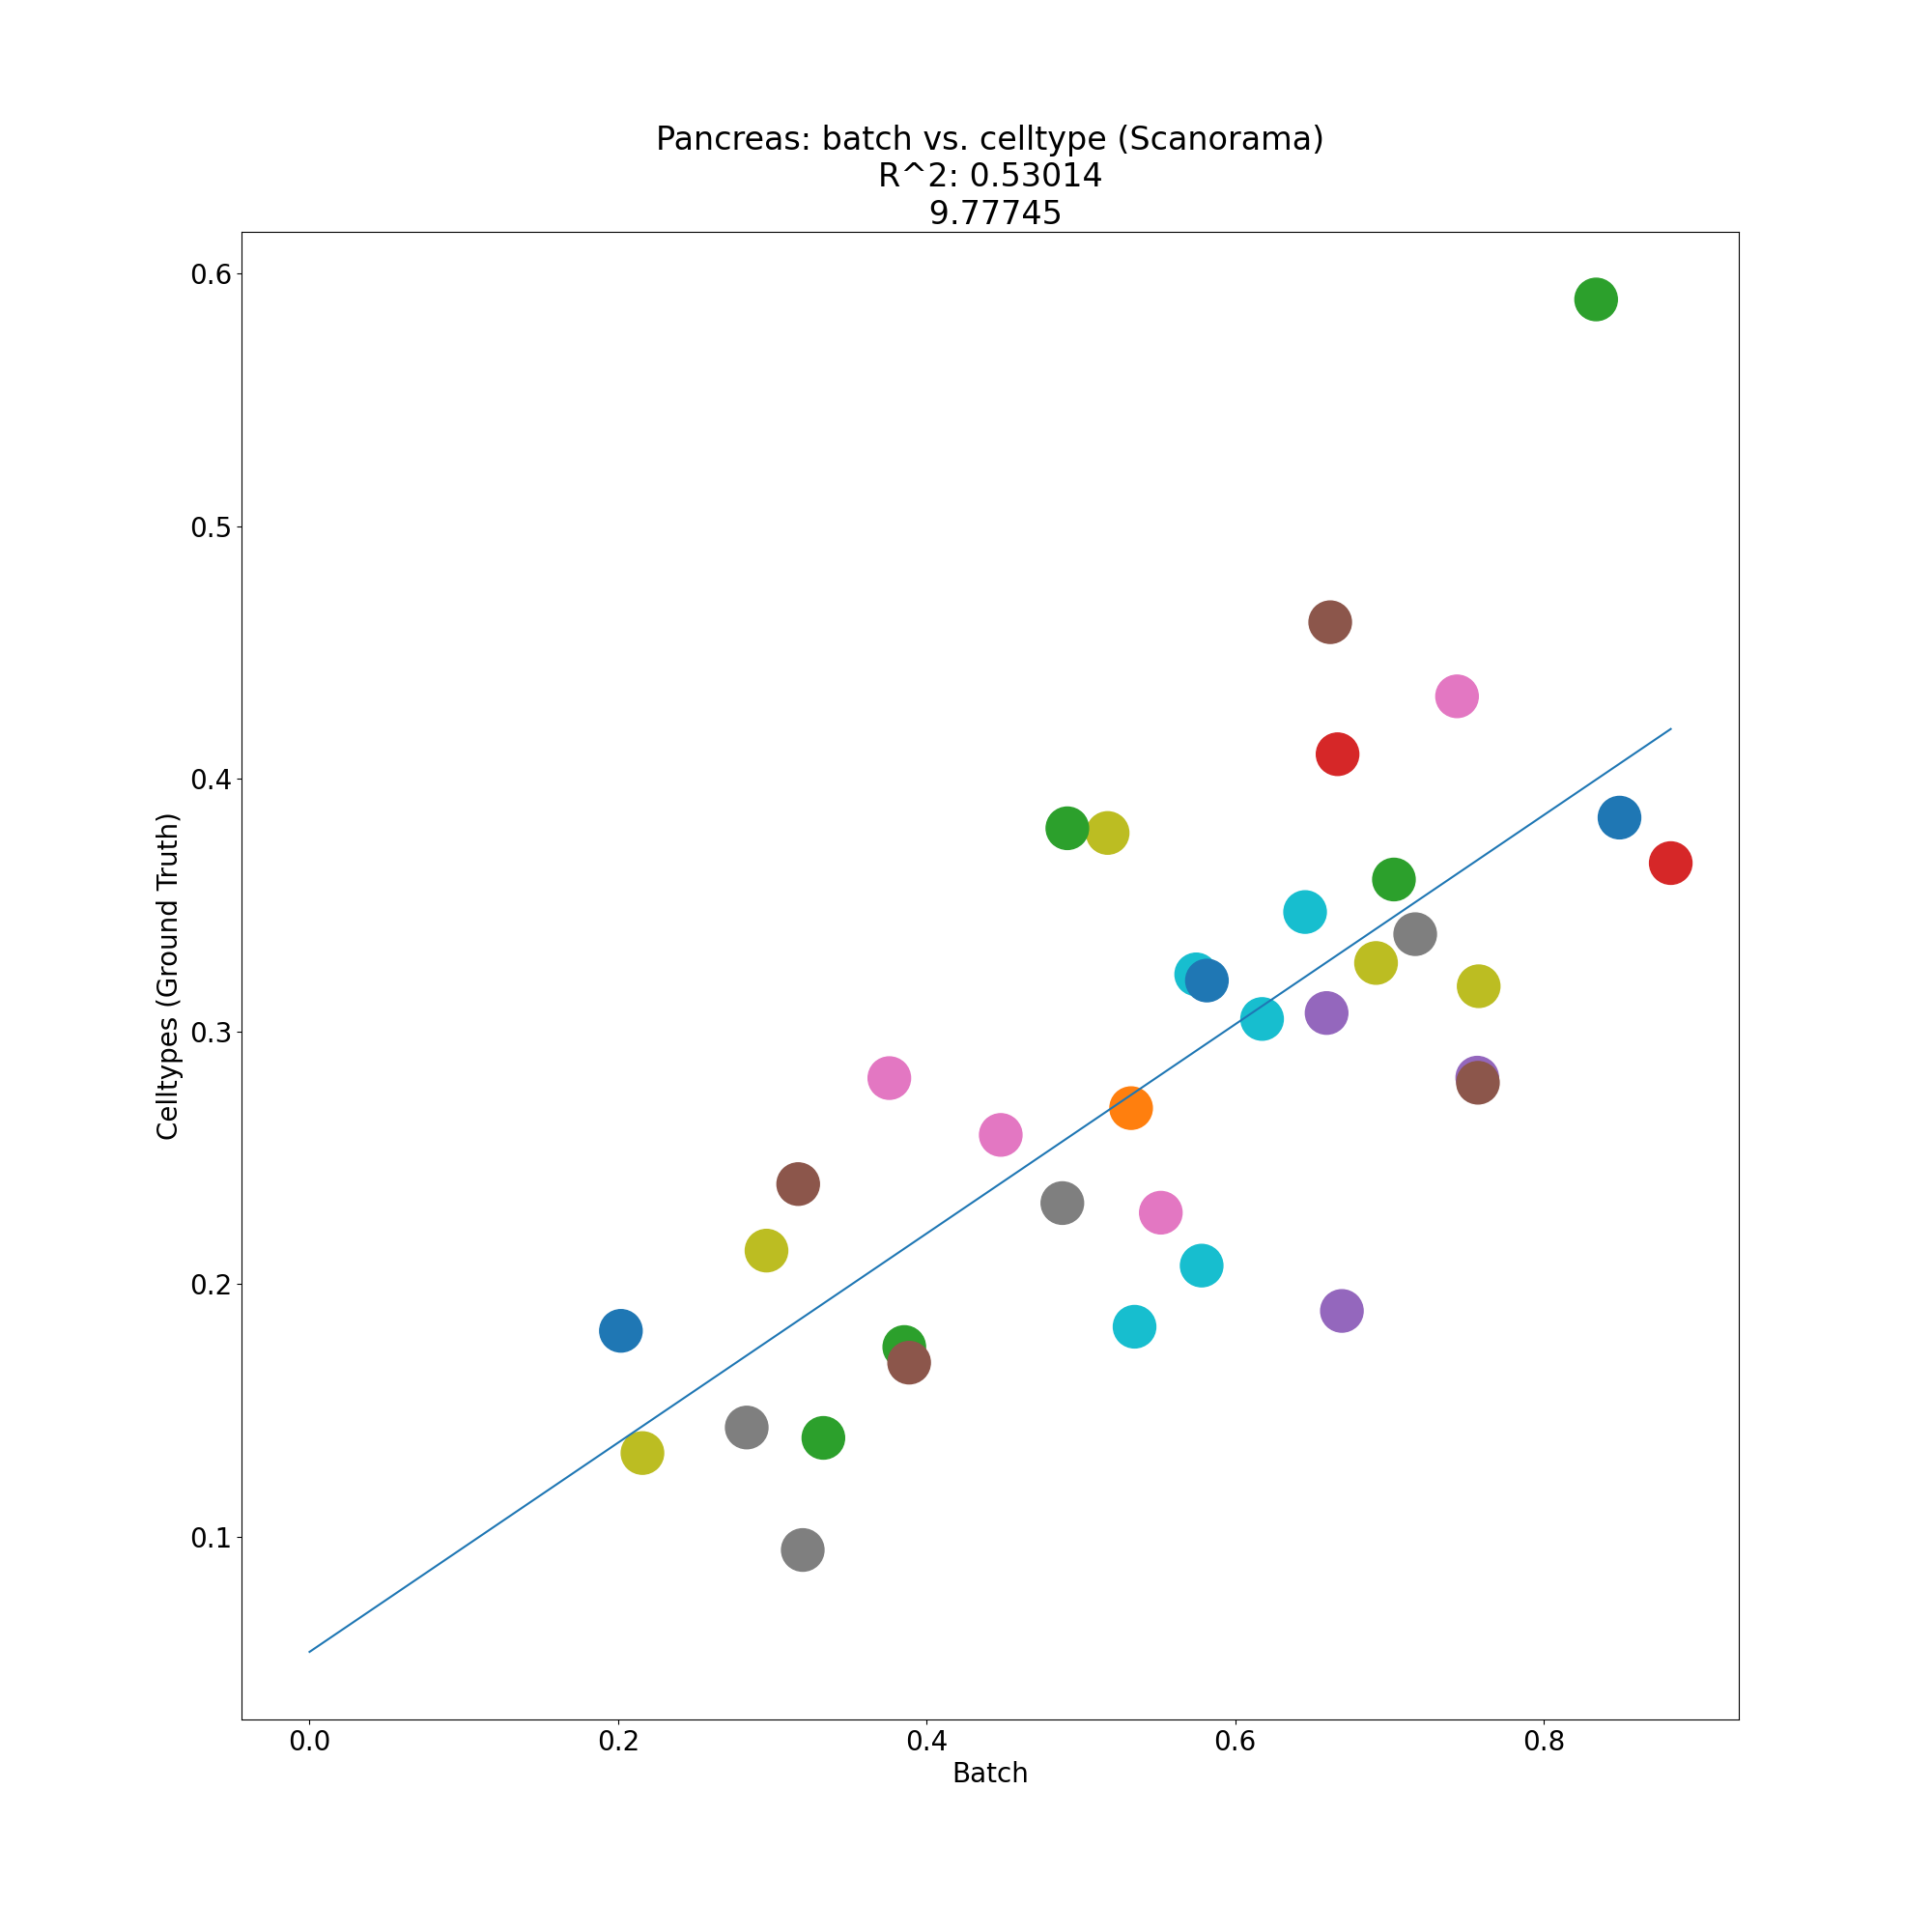 Pancreas: batch vs. celltype (Scanorama)
R^2: 0.53014
9.77745
0.6
0.5
0.4
0.3
0.2
0.1
Celltypes (Ground Truth)
0.0 0.2 0.4 0.6 0.8
Batch